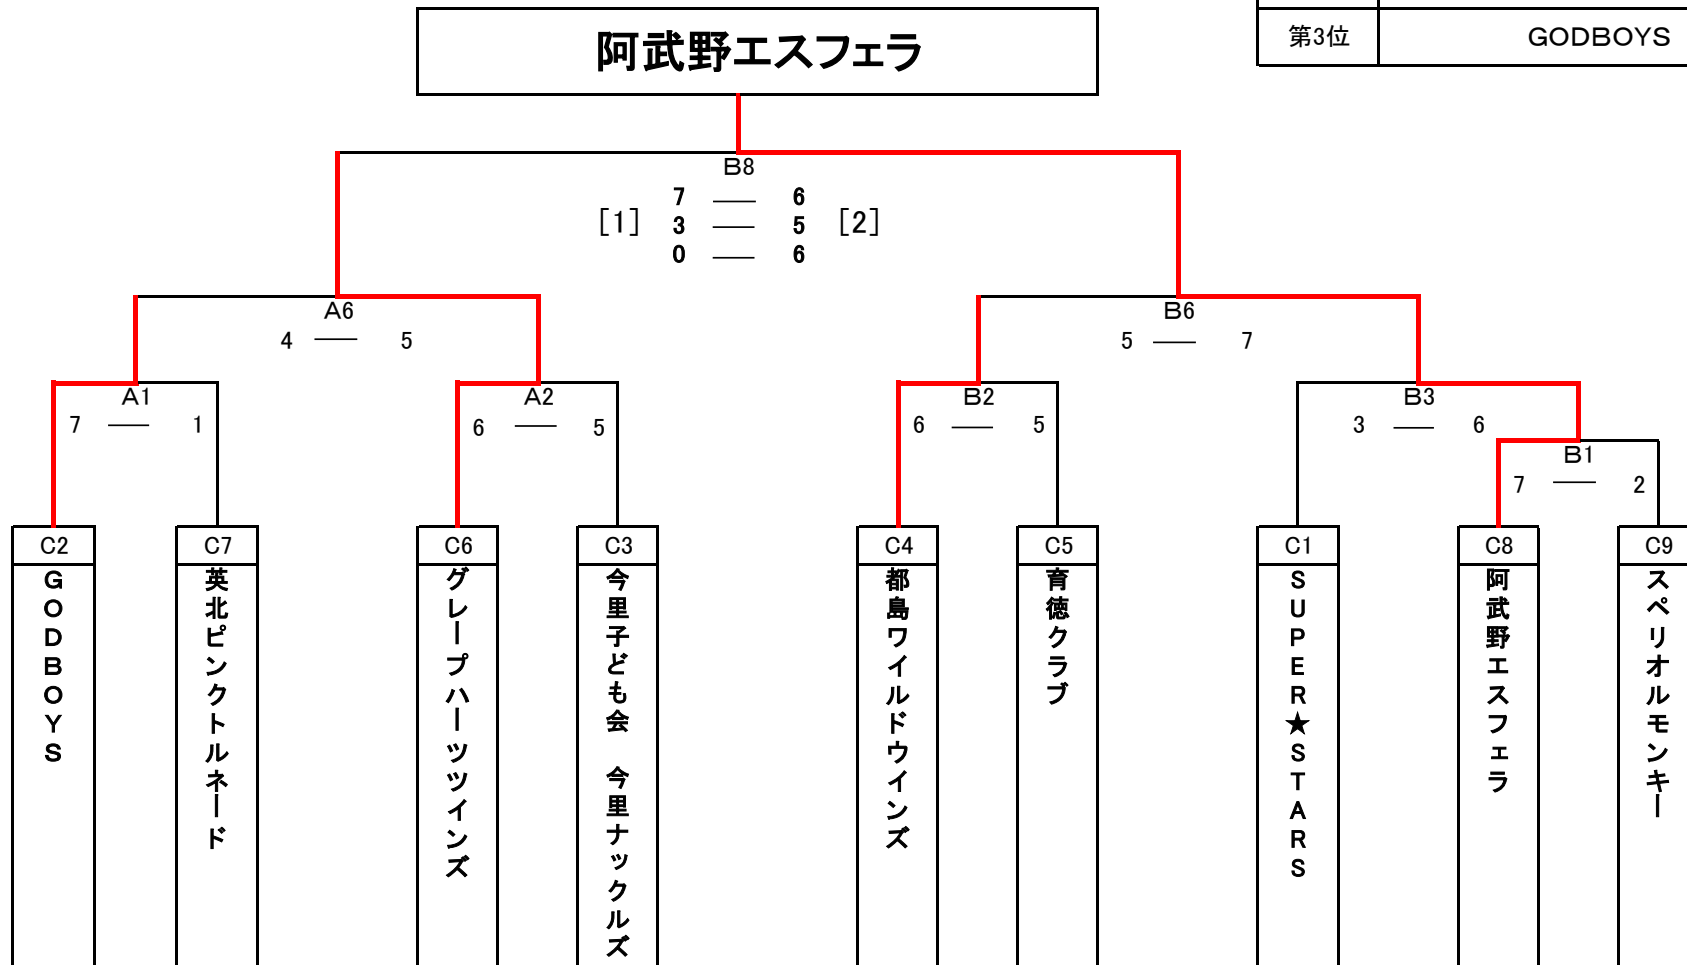 阿武野エスフェラ
第3位 GODBOYS
B8
7 ― 6
[1] 3 ― 5 [2]
0 ― 6
A6
4 ― 5
B6
5 ― 7
A1
7 ― 1
A2
6 ― 5
B2
6 ― 5
B3
3 ― 6
B1
7 ― 2
C2
GODBOYS
C7
英北ピンクトルネード
C6
グレープハーツツインズ
C3
今里子ども会 今里ナックルズ
C4
都島ワイルドウインズ
C5
育徳クラブ
C1
SUPER★STARS
C8
阿武野エスフェラ
C9
スペリオルモンキー